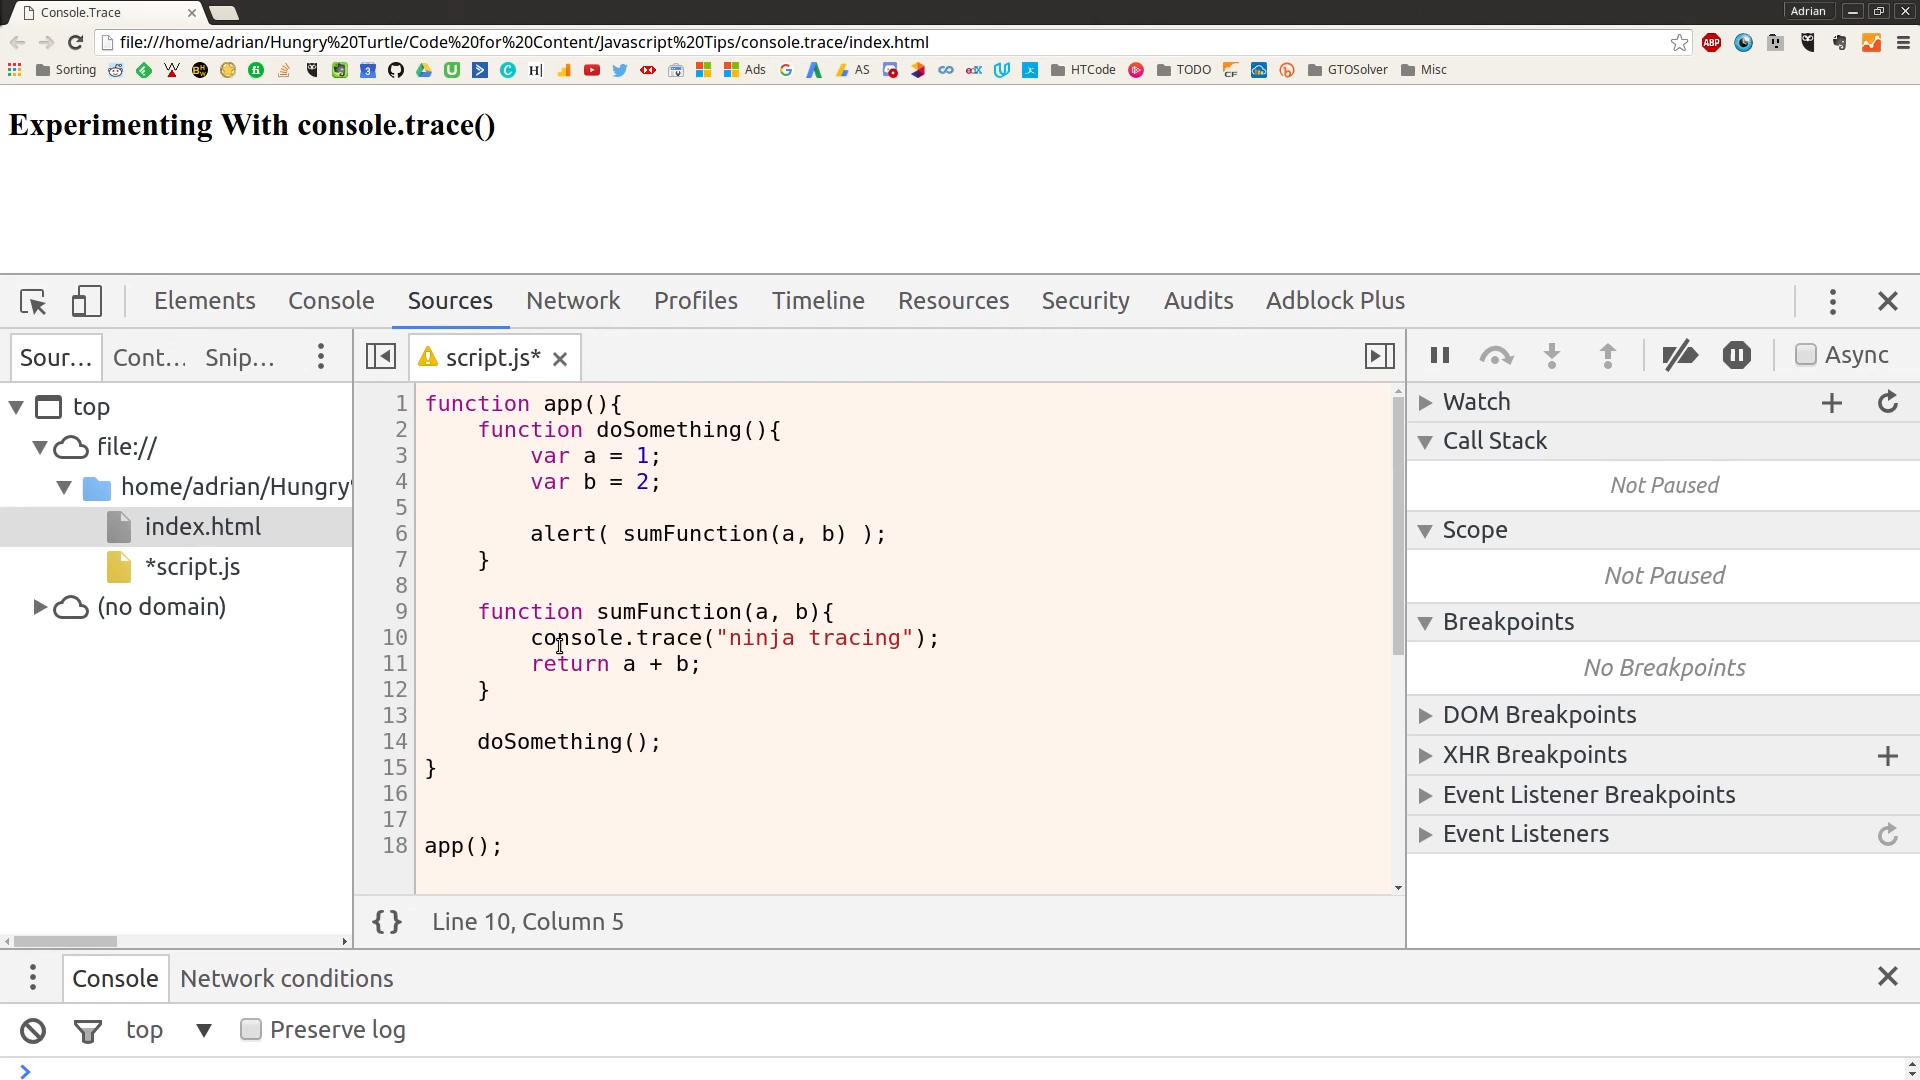 Console.Trace
Adrian
file:///home/adrian/Hungry%20Turtle/Code%20for%20Content/Javascript%20Tips/console.trace/index.html
Sorting Ads AS HTCode TODO GTOSolver Misc
Experimenting With console.trace()
Elements Console Sources Network Profiles Timeline Resources Security Audits Adblock Plus
Sour... Cont... Snip...
script.js*
Async
top
file://
home/adrian/Hungry
index.html
*script.js
(no domain)
1 function app(){
2 function doSomething(){
3 var a = 1;
4 var b = 2;
5
6 alert( sumFunction(a, b) );
7 }
8
9 function sumFunction(a, b){
10 console.trace("ninja tracing");
11 return a + b;
12 }
13
14 doSomething();
15 }
16
17
18 app();
{} Line 10, Column 5
Watch
Call Stack
Not Paused
Scope
Not Paused
Breakpoints
No Breakpoints
DOM Breakpoints
XHR Breakpoints
Event Listener Breakpoints
Event Listeners
Console Network conditions
top Preserve log